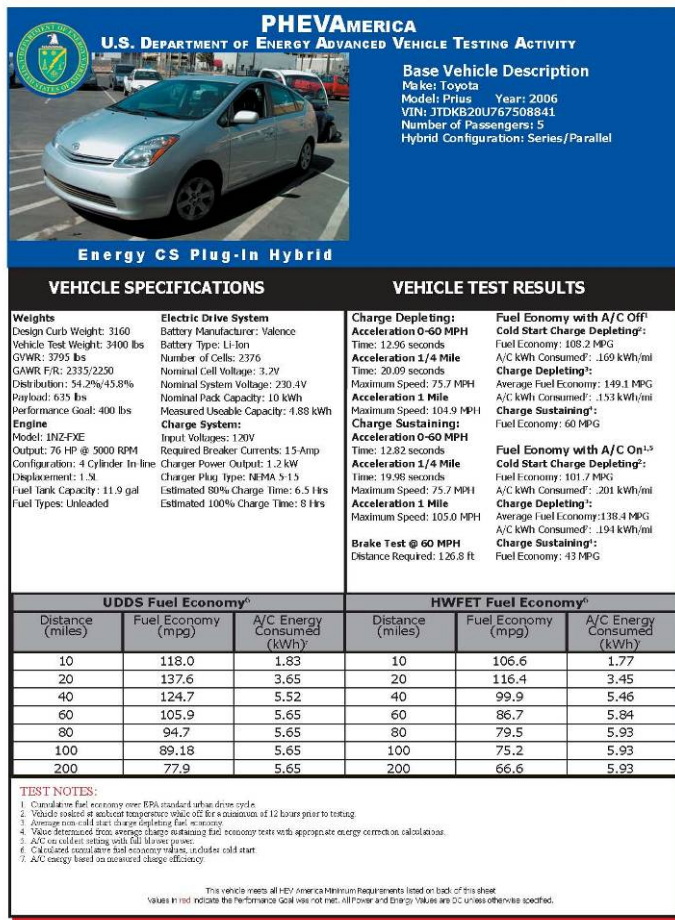 PHEVAMERICA
U.S. DEPARTMENT OF ENERGY ADVANCED VEHICLE TESTING ACTIVITY
Base Vehicle Description
Make: Toyota
Model: Prius Year: 2006
VIN: JTDKB20U767508841
Number of Passengers: 5
Hybrid Configuration: Series/Parallel
Energy CS Plug-In Hybrid
VEHICLE SPECIFICATIONS
Weights
Design Curb Weight: 3160
Vehicle Test Weight: 3400 lbs
GVWR: 3795 lbs
GAWR F/R: 2335/2250
Distribution: 54.2%/45.8%
Payload: 635 lbs
Performance Goal: 400 lbs
Engine
Model: 1NZ-FXE
Output: 76 HP @ 5000 RPM
Configuration: 4 Cylinder In-line
Displacement: 1.5L
Fuel Tank Capacity: 11.9 gal
Fuel Types: Unleaded
Electric Drive System
Battery Manufacturer: Valence
Battery Type: Li-Ion
Number of Cells: 2376
Nominal Cell Voltage: 3.2V
Nominal System Voltage: 230.4V
Nominal Pack Capacity: 10 kWh
Measured Useable Capacity: 4.88 kWh
Charge System:
Input Voltages: 120V
Required Breaker Currents: 15-Amp
Charger Power Output: 1.2 kW
Charger Plug Type: NEMA 5-15
Estimated 80% Charge Time: 6.5 Hrs
Estimated 100% Charge Time: 8 Hrs
VEHICLE TEST RESULTS
Charge Depleting:
Acceleration 0-60 MPH
Time: 12.96 seconds
Acceleration 1/4 Mile
Time: 20.09 seconds
Maximum Speed: 75.7 MPH
Acceleration 1 Mile
Maximum Speed: 104.9 MPH
Charge Sustaining:
Acceleration 0-60 MPH
Time: 12.82 seconds
Acceleration 1/4 Mile
Time: 19.98 seconds
Maximum Speed: 75.7 MPH
Acceleration 1 Mile
Maximum Speed: 105.0 MPH
Brake Test @ 60 MPH
Distance Required: 126.8 ft
Fuel Economy with A/C Off¹
Cold Start Charge Depleting²:
Fuel Economy: 108.2 MPG
A/C kWh Consumed⁷: .169 kWh/mi
Charge Depleting³:
Average Fuel Economy: 149.1 MPG
A/C kWh Consumed⁷: .153 kWh/mi
Charge Sustaining⁴:
Fuel Economy: 60 MPG
Fuel Economy with A/C On¹,⁵
Cold Start Charge Depleting²:
Fuel Economy: 101.7 MPG
A/C kWh Consumed⁷: .201 kWh/mi
Charge Depleting³:
Average Fuel Economy:138.4 MPG
A/C kWh Consumed⁷: .194 kWh/mi
Charge Sustaining⁴:
Fuel Economy: 43 MPG
UDDS Fuel Economy⁶ HWFET Fuel Economy⁶
Distance (miles) Fuel Economy (mpg) A/C Energy Consumed (kWh)⁷ Distance (miles) Fuel Economy (mpg) A/C Energy Consumed (kWh)⁷
10 118.0 1.83 10 106.6 1.77
20 137.6 3.65 20 116.4 3.45
40 124.7 5.52 40 99.9 5.46
60 105.9 5.65 60 86.7 5.84
80 94.7 5.65 80 79.5 5.93
100 89.18 5.65 100 75.2 5.93
200 77.9 5.65 200 66.6 5.93
TEST NOTES:
1. Cumulative fuel economy over EPA standard urban drive cycle.
2. Vehicle soaked at ambient temperature while off for a minimum of 12 hours prior to testing.
3. Average non-cold start charge depleting fuel economy.
4. Value determined from average charge sustaining fuel economy tests with appropriate energy correction calculations.
5. A/C on coldest setting with full blower power.
6. Calculated cumulative fuel economy values, includes cold start.
7. A/C energy based on measured charge efficiency.
This vehicle meets all HEV America Minimum Requirements listed on back of this sheet
Values in red indicate the Performance Goal was not met. All Power and Energy Values are DC unless otherwise specified.